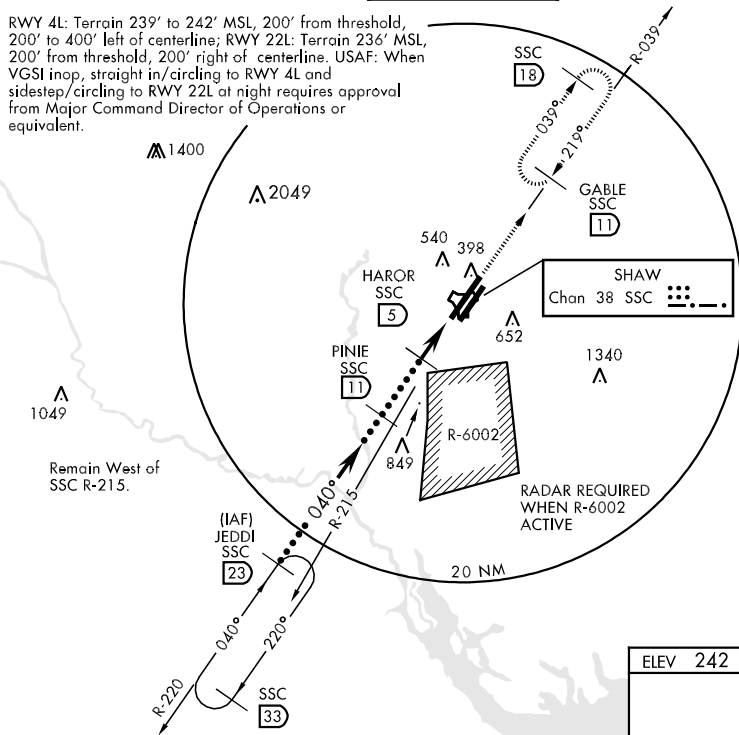 RWY 4L: Terrain 239' to 242' MSL, 200' from threshold,
200' to 400' left of centerline; RWY 22L: Terrain 236' MSL,
200' from threshold, 200' right of centerline. USAF: When
VGSI inop, straight in/circling to RWY 4L and
sidestep/circling to RWY 22L at night requires approval
from Major Command Director of Operations or
equivalent.
SSC
18
R-039
039°
219°
1400
2049
GABLE
SSC
11
540
398
HAROR
SSC
5
SHAW
Chan 38 SSC
652
PINIE
SSC
11
1340
1049
849
R-6002
Remain West of
SSC R-215.
R-215
RADAR REQUIRED
WHEN R-6002
ACTIVE
040°
(IAF)
JEDDI
SSC
23
20 NM
040°
220°
R-220
SSC
33
ELEV 242